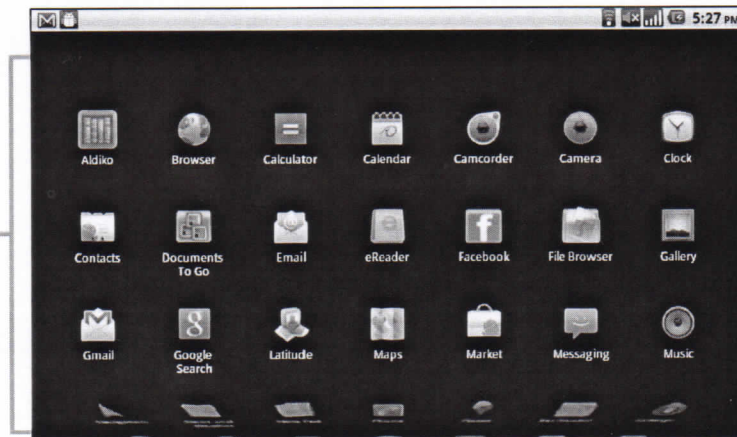 5:27 PM
Aldiko Browser Calculator Calendar Camcorder Camera Clock
Contacts Documents To Go Email eReader Facebook File Browser Gallery
Gmail Google Search Latitude Maps Market Messaging Music